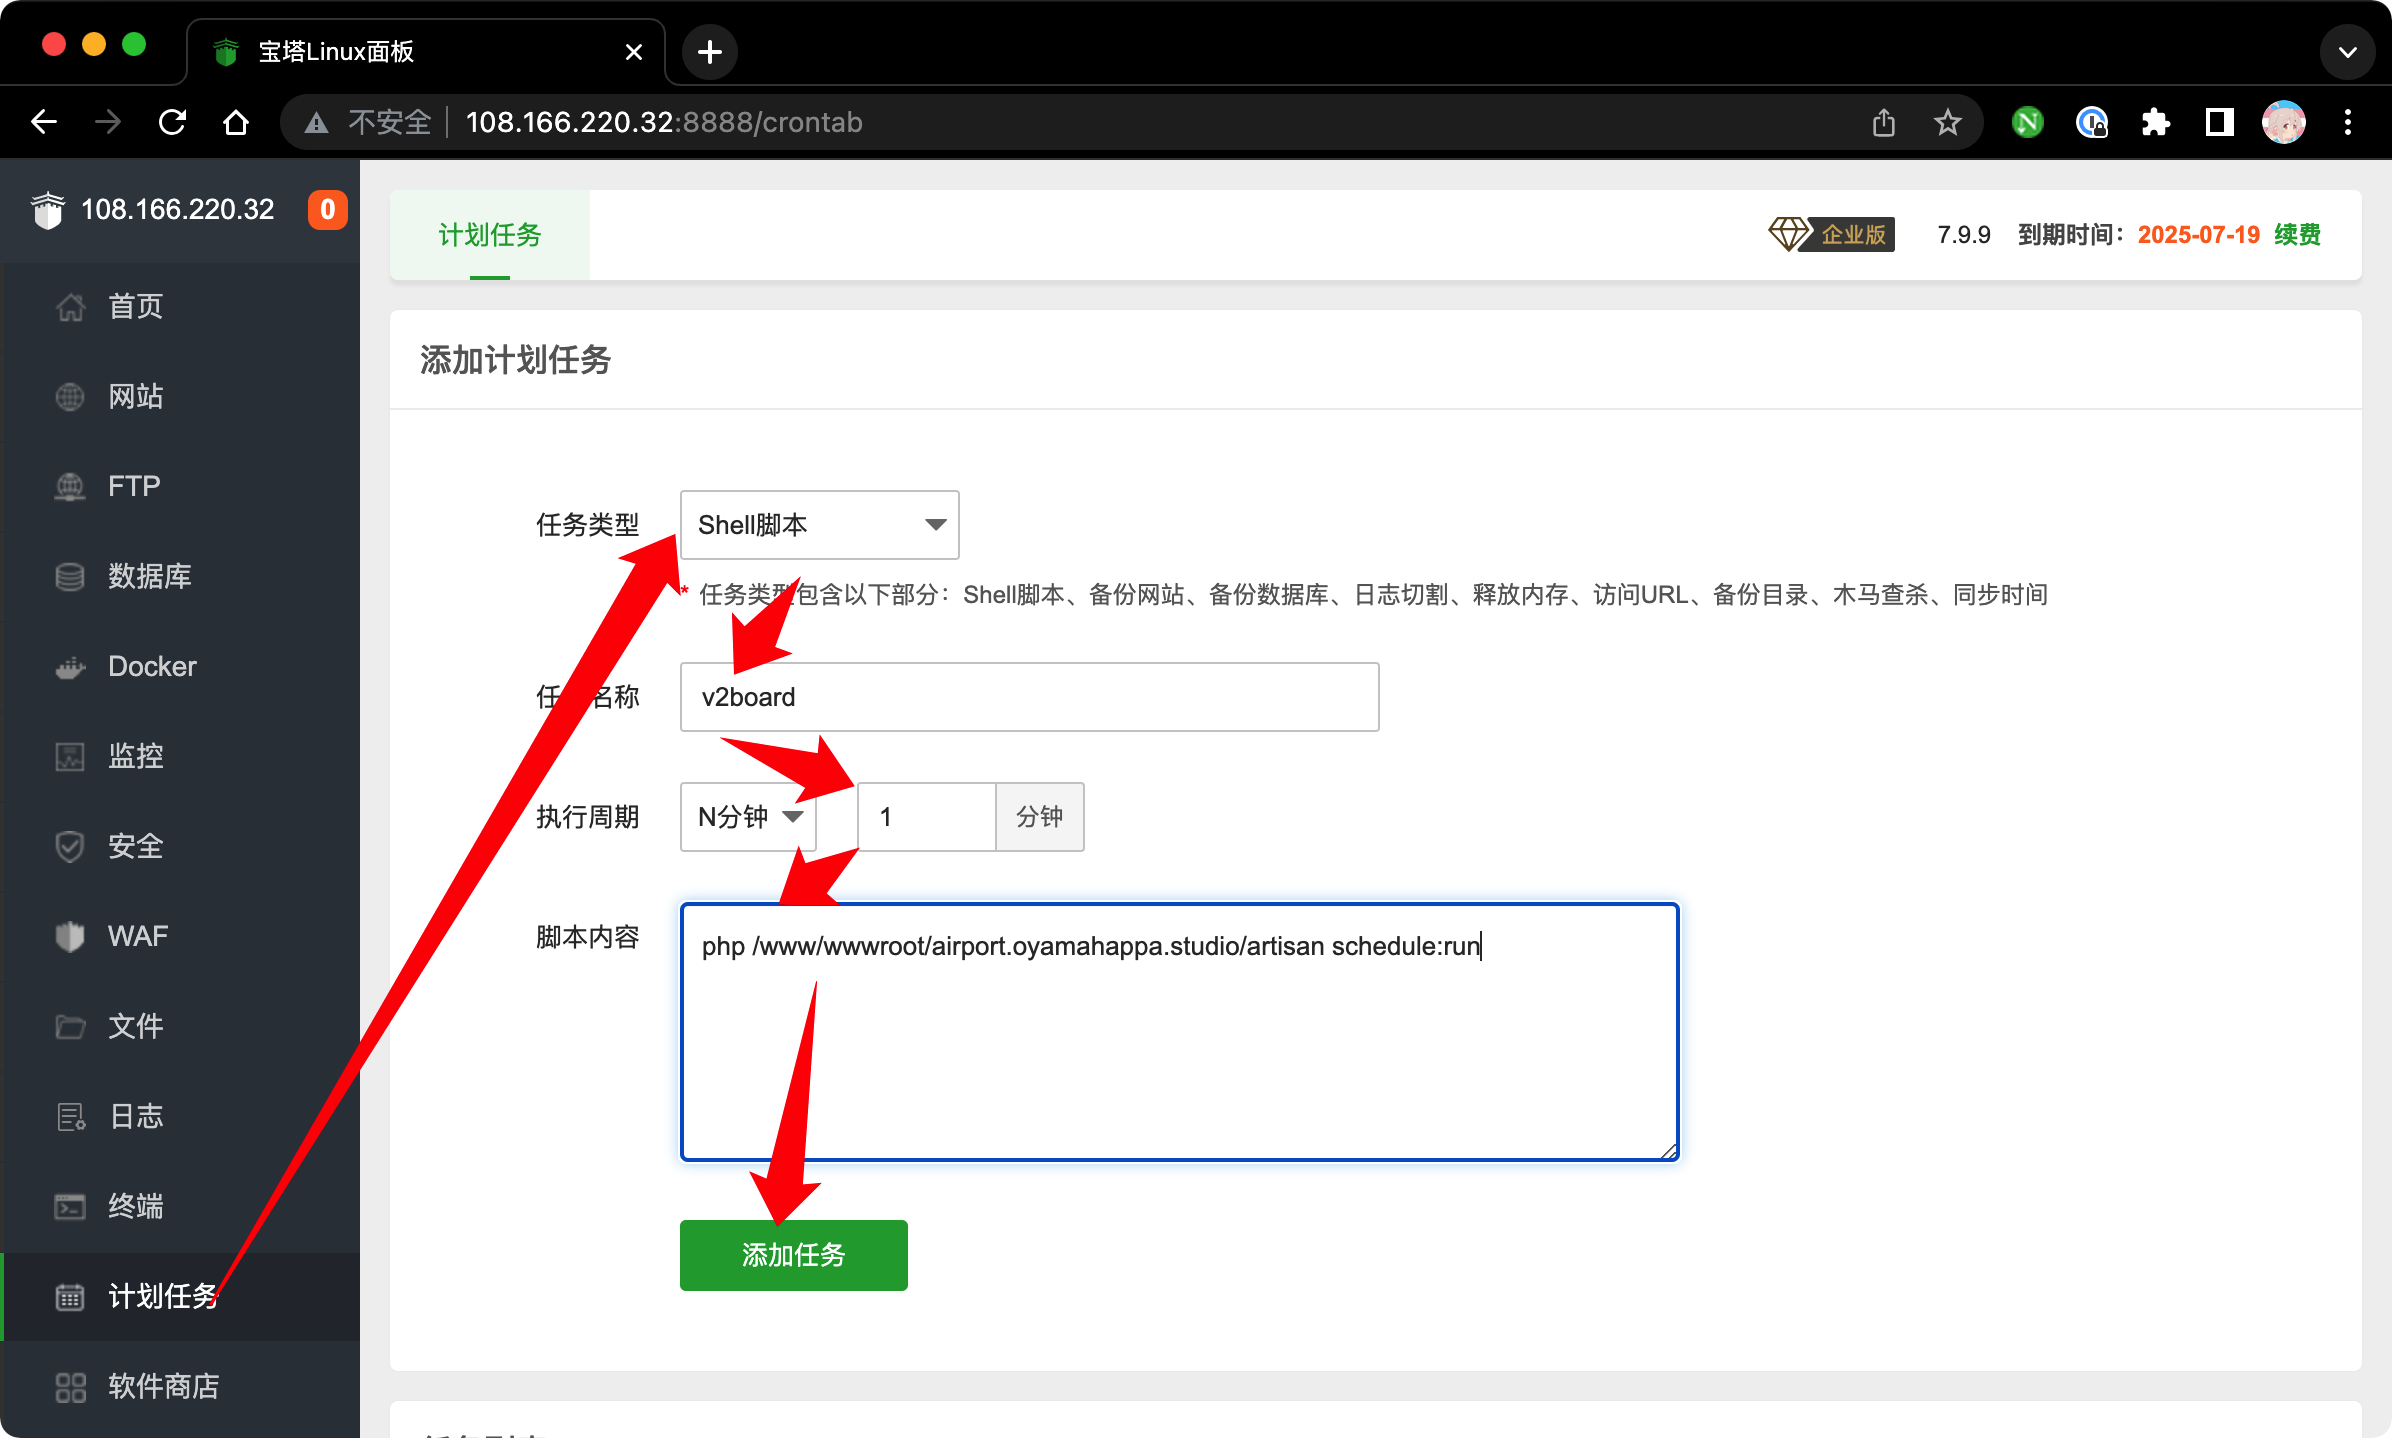 宝塔Linux面板
不安全 108.166.220.32:8888/crontab
108.166.220.32 0
首页
网站
FTP
数据库
Docker
监控
安全
WAF
文件
日志
终端
计划任务
软件商店
计划任务
企业版 7.9.9 到期时间：2025-07-19 续费
添加计划任务
任务类型 Shell脚本
* 任务类型包含以下部分：Shell脚本、备份网站、备份数据库、日志切割、释放内存、访问URL、备份目录、木马查杀、同步时间
任务名称 v2board
执行周期 N分钟 1 分钟
脚本内容 php /www/wwwroot/airport.oyamahappa.studio/artisan schedule:run
添加任务